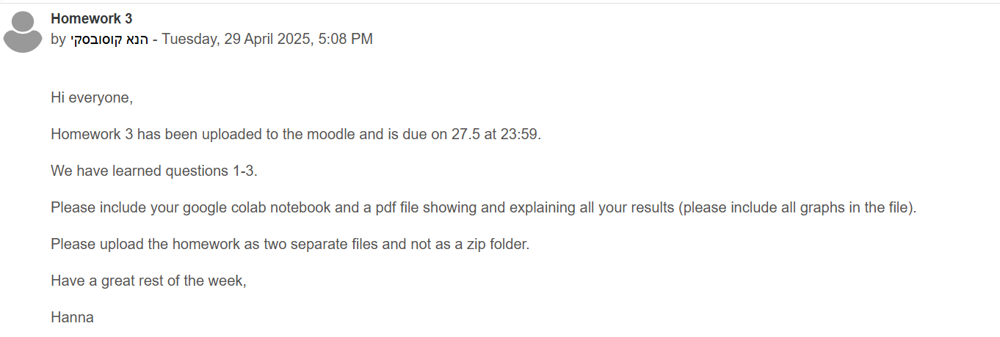 Homework 3
by הנא קוסובסקי - Tuesday, 29 April 2025, 5:08 PM
Hi everyone,
Homework 3 has been uploaded to the moodle and is due on 27.5 at 23:59.
We have learned questions 1-3.
Please include your google colab notebook and a pdf file showing and explaining all your results (please include all graphs in the file).
Please upload the homework as two separate files and not as a zip folder.
Have a great rest of the week,
Hanna